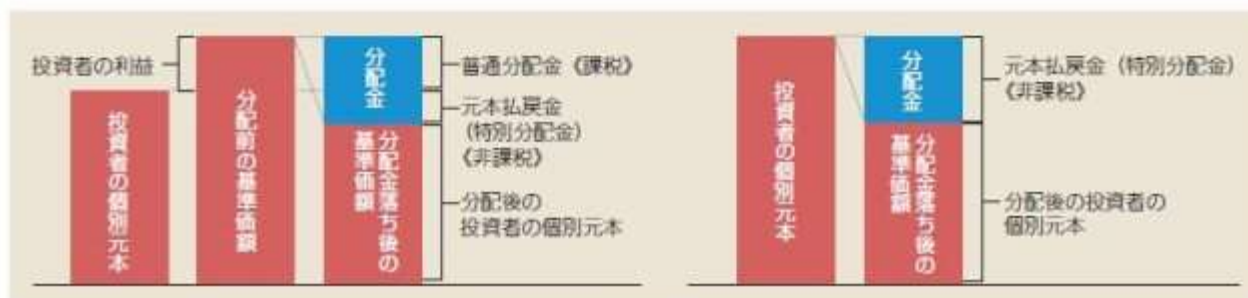 投資者の利益
投資者の個別元本
分配前の基準価額
分配金
分配金落ち後の
基準価額
普通分配金《課税》
元本払戻金
(特別分配金)
《非課税》
分配後の
投資者の個別元本
投資者の個別元本
分配金
分配金落ち後の
基準価額
元本払戻金（特別分配金）
《非課税》
分配後の投資者の
個別元本